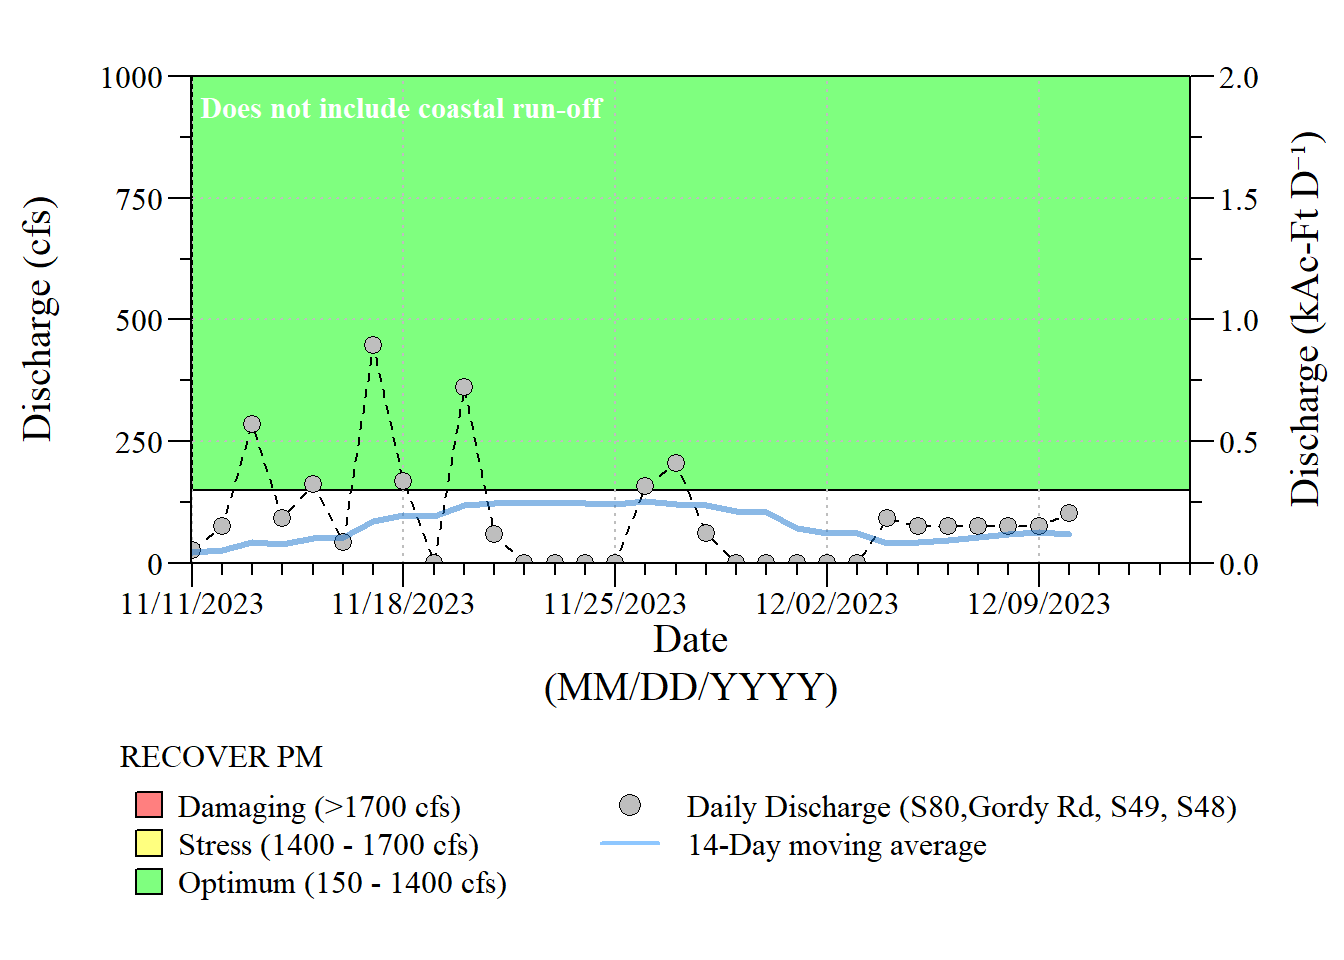 1000
750
500
250
0
Discharge (cfs)
Does not include coastal run-off
2.0
1.5
1.0
0.5
0.0
Discharge (kAc-Ft D⁻¹)
11/11/2023 11/18/2023 11/25/2023 12/02/2023 12/09/2023
Date
(MM/DD/YYYY)
RECOVER PM
Damaging (>1700 cfs)
Stress (1400 - 1700 cfs)
Optimum (150 - 1400 cfs)
Daily Discharge (S80,Gordy Rd, S49, S48)
14-Day moving average